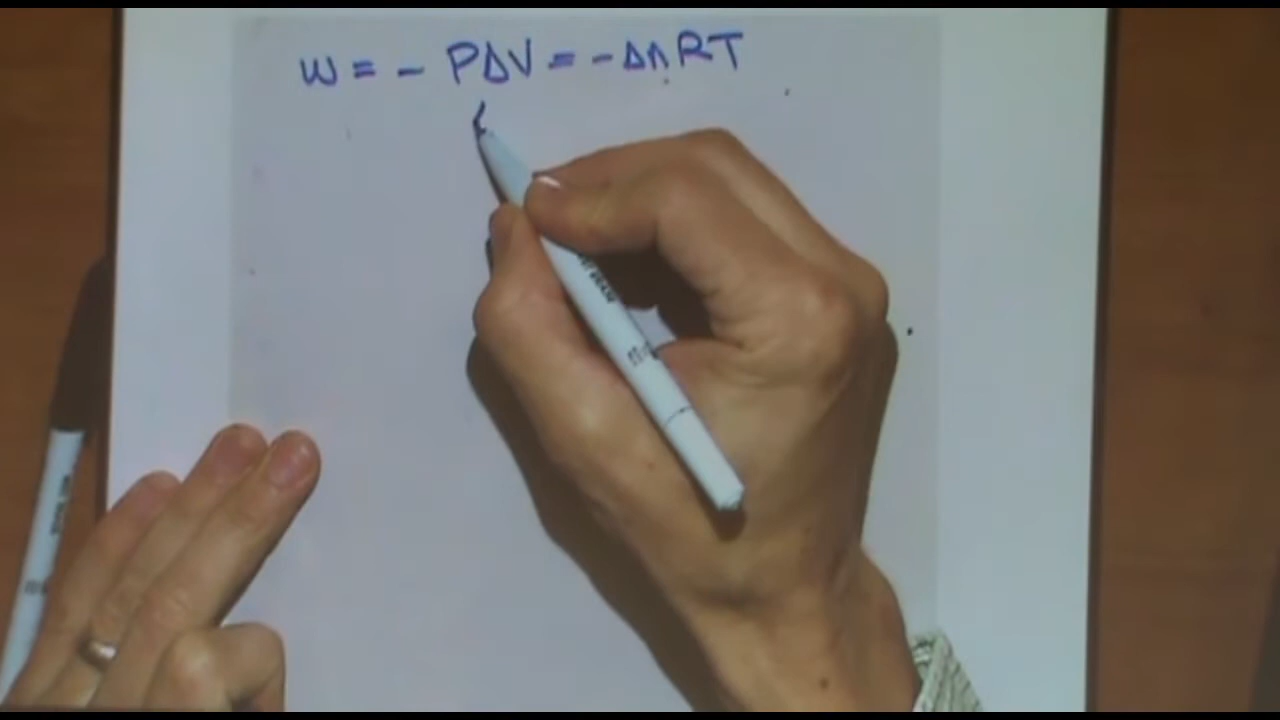 w = - PΔV = - ΔnRT